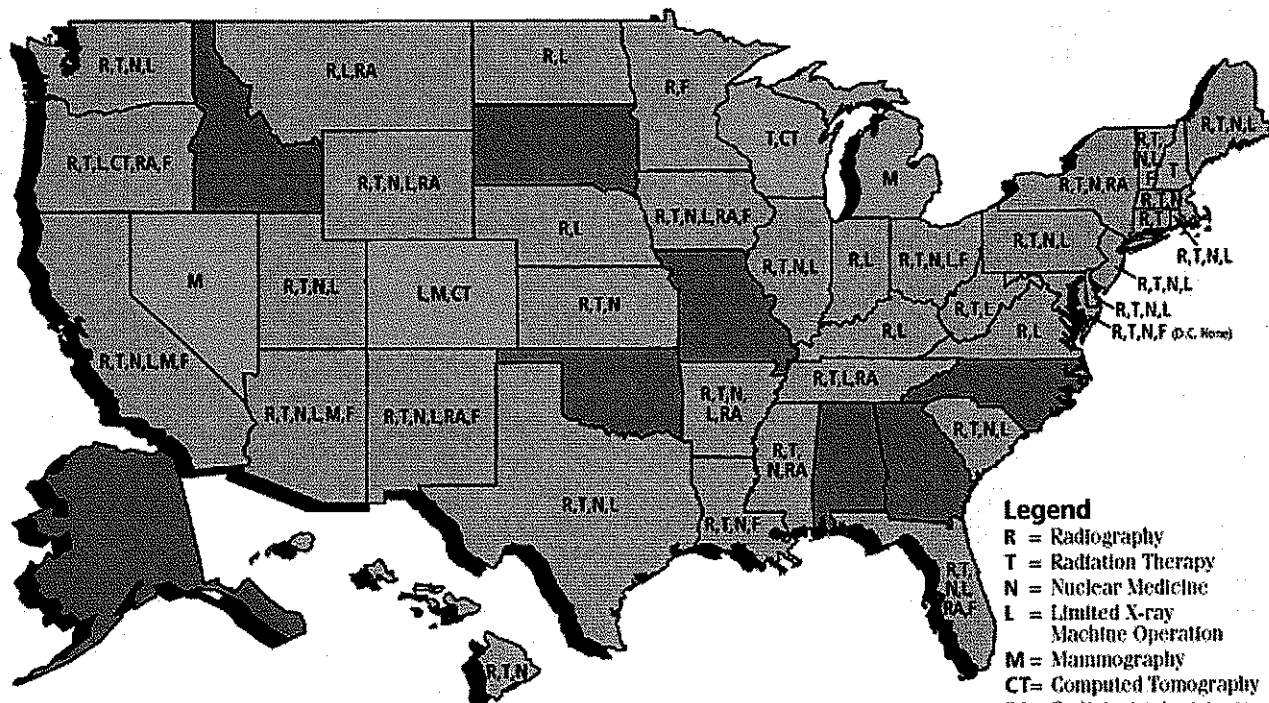 R,T,N,L
R,L,RA
R,L
R,F
T,CT
M
R,T,L,CT,RA,F
R,T,N,L,RA
R,T,N,L,RA,F
R,L
M
R,T,N,L
L,M,CT
R,T,N
R,T,N,L
R,L
R,T,N,L,F
R,T,N,L
R,T,N,RA
R,T,
N,L
F
T
R,T,N,L
R,T,N
R,T
R,T,N,L
R,T,N,L
R,T,N,L
R,T,N,F (D.C. None)
R,T,L
R,L
R,L
R,T,N,L,M,F
R,T,N,L,M,F
R,T,N,L,RA,F
R,T,N,
L,RA
R,T,L,RA
R,T,N,L
R,T,
N,RA
R,T,N,L
R,T,N,F
R,T,
N,L
RA,F
R,T,N
Legend
R = Radiography
T = Radiation Therapy
N = Nuclear Medicine
L = Limited X-ray
Machine Operation
M = Mammography
CT= Computed Tomography